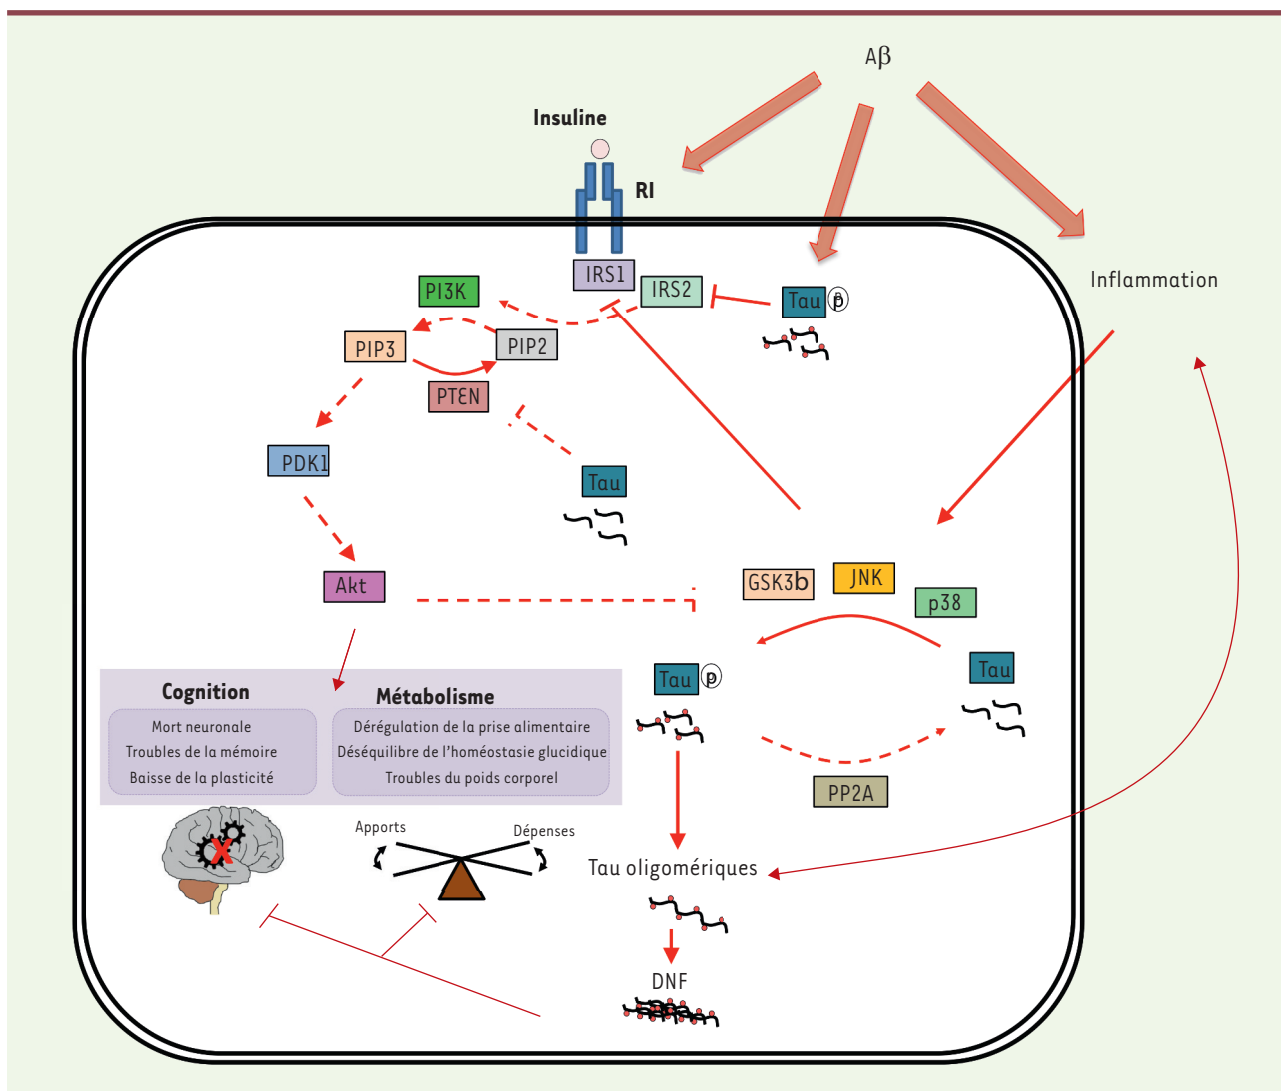 Aβ
Insuline
RI
IRS1
IRS2
Tau p
PI3K
Inflammation
PIP3
PIP2
PTEN
PDK1
Tau
Akt
GSK3b
JNK
p38
Tau p
Tau
Cognition
Mort neuronale
Troubles de la mémoire
Baisse de la plasticité
Métabolisme
Dérégulation de la prise alimentaire
Déséquilibre de l'homéostasie glucidique
Troubles du poids corporel
PP2A
Apports
Dépenses
X
Tau oligomériques
DNF